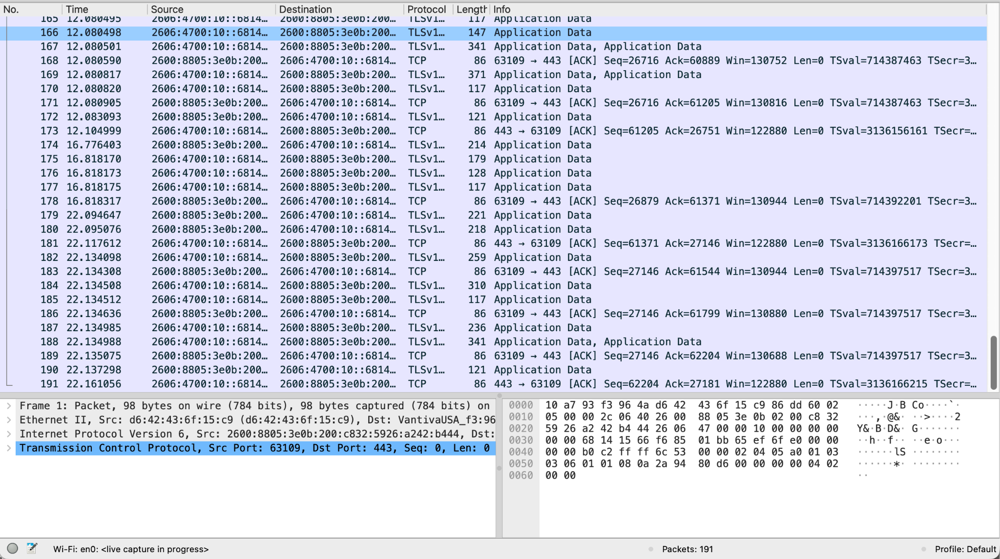 No. Time Source Destination Protocol Length Info
165 12.080495 2606:4700:10::6814… 2600:8805:3e0b:200… TLSv1… 117 Application Data
166 12.080498 2606:4700:10::6814… 2600:8805:3e0b:200… TLSv1… 147 Application Data
167 12.080501 2606:4700:10::6814… 2600:8805:3e0b:200… TLSv1… 341 Application Data, Application Data
168 12.080590 2600:8805:3e0b:200… 2606:4700:10::6814… TCP 86 63109 → 443 [ACK] Seq=26716 Ack=60889 Win=130752 Len=0 TSval=714387463 TSecr=3…
169 12.080817 2606:4700:10::6814… 2600:8805:3e0b:200… TLSv1… 371 Application Data, Application Data
170 12.080820 2606:4700:10::6814… 2600:8805:3e0b:200… TLSv1… 117 Application Data
171 12.080905 2600:8805:3e0b:200… 2606:4700:10::6814… TCP 86 63109 → 443 [ACK] Seq=26716 Ack=61205 Win=130816 Len=0 TSval=714387463 TSecr=3…
172 12.083093 2600:8805:3e0b:200… 2606:4700:10::6814… TLSv1… 121 Application Data
173 12.104999 2606:4700:10::6814… 2600:8805:3e0b:200… TCP 86 443 → 63109 [ACK] Seq=61205 Ack=26751 Win=122880 Len=0 TSval=3136156161 TSecr=…
174 16.776403 2600:8805:3e0b:200… 2606:4700:10::6814… TLSv1… 214 Application Data
175 16.818170 2606:4700:10::6814… 2600:8805:3e0b:200… TLSv1… 179 Application Data
176 16.818173 2606:4700:10::6814… 2600:8805:3e0b:200… TLSv1… 128 Application Data
177 16.818175 2606:4700:10::6814… 2600:8805:3e0b:200… TLSv1… 117 Application Data
178 16.818317 2600:8805:3e0b:200… 2606:4700:10::6814… TCP 86 63109 → 443 [ACK] Seq=26879 Ack=61371 Win=130944 Len=0 TSval=714392201 TSecr=3…
179 22.094647 2600:8805:3e0b:200… 2606:4700:10::6814… TLSv1… 221 Application Data
180 22.095076 2600:8805:3e0b:200… 2606:4700:10::6814… TLSv1… 218 Application Data
181 22.117612 2606:4700:10::6814… 2600:8805:3e0b:200… TCP 86 443 → 63109 [ACK] Seq=61371 Ack=27146 Win=122880 Len=0 TSval=3136166173 TSecr=…
182 22.134098 2606:4700:10::6814… 2600:8805:3e0b:200… TLSv1… 259 Application Data
183 22.134308 2600:8805:3e0b:200… 2606:4700:10::6814… TCP 86 63109 → 443 [ACK] Seq=27146 Ack=61544 Win=130944 Len=0 TSval=714397517 TSecr=3…
184 22.134508 2606:4700:10::6814… 2600:8805:3e0b:200… TLSv1… 310 Application Data
185 22.134512 2606:4700:10::6814… 2600:8805:3e0b:200… TLSv1… 117 Application Data
186 22.134636 2600:8805:3e0b:200… 2606:4700:10::6814… TCP 86 63109 → 443 [ACK] Seq=27146 Ack=61799 Win=130880 Len=0 TSval=714397517 TSecr=3…
187 22.134985 2606:4700:10::6814… 2600:8805:3e0b:200… TLSv1… 236 Application Data
188 22.134988 2606:4700:10::6814… 2600:8805:3e0b:200… TLSv1… 341 Application Data, Application Data
189 22.135075 2600:8805:3e0b:200… 2606:4700:10::6814… TCP 86 63109 → 443 [ACK] Seq=27146 Ack=62204 Win=130688 Len=0 TSval=714397517 TSecr=3…
190 22.137298 2600:8805:3e0b:200… 2606:4700:10::6814… TLSv1… 121 Application Data
191 22.161056 2606:4700:10::6814… 2600:8805:3e0b:200… TCP 86 443 → 63109 [ACK] Seq=62204 Ack=27181 Win=122880 Len=0 TSval=3136166215 TSecr=…
Frame 1: Packet, 98 bytes on wire (784 bits), 98 bytes captured (784 bits) on
Ethernet II, Src: d6:42:43:6f:15:c9 (d6:42:43:6f:15:c9), Dst: VantivaUSA_f3:96
Internet Protocol Version 6, Src: 2600:8805:3e0b:200:c832:5926:a242:b444, Dst:
Transmission Control Protocol, Src Port: 63109, Dst Port: 443, Seq: 0, Len: 0
0000 10 a7 93 f3 96 4a d6 42 43 6f 15 c9 86 dd 60 02 ·····J·B Co····`·
0010 05 00 00 2c 06 40 26 00 88 05 3e 0b 02 00 c8 32 ···,·@&· ··>····2
0020 59 26 a2 42 b4 44 26 06 47 00 00 10 00 00 00 00 Y&·B·D&· G·······
0030 00 00 68 14 15 66 f6 85 01 bb 65 ef 6f e0 00 00 ··h··f·· ··e·o···
0040 00 00 b0 c2 ff ff 6c 53 00 00 02 04 05 a0 01 03 ······lS ········
0050 03 06 01 01 08 0a 2a 94 80 d6 00 00 00 00 04 02 ······*· ········
0060 00 00 ··
Wi-Fi: en0: <live capture in progress> Packets: 191 Profile: Default